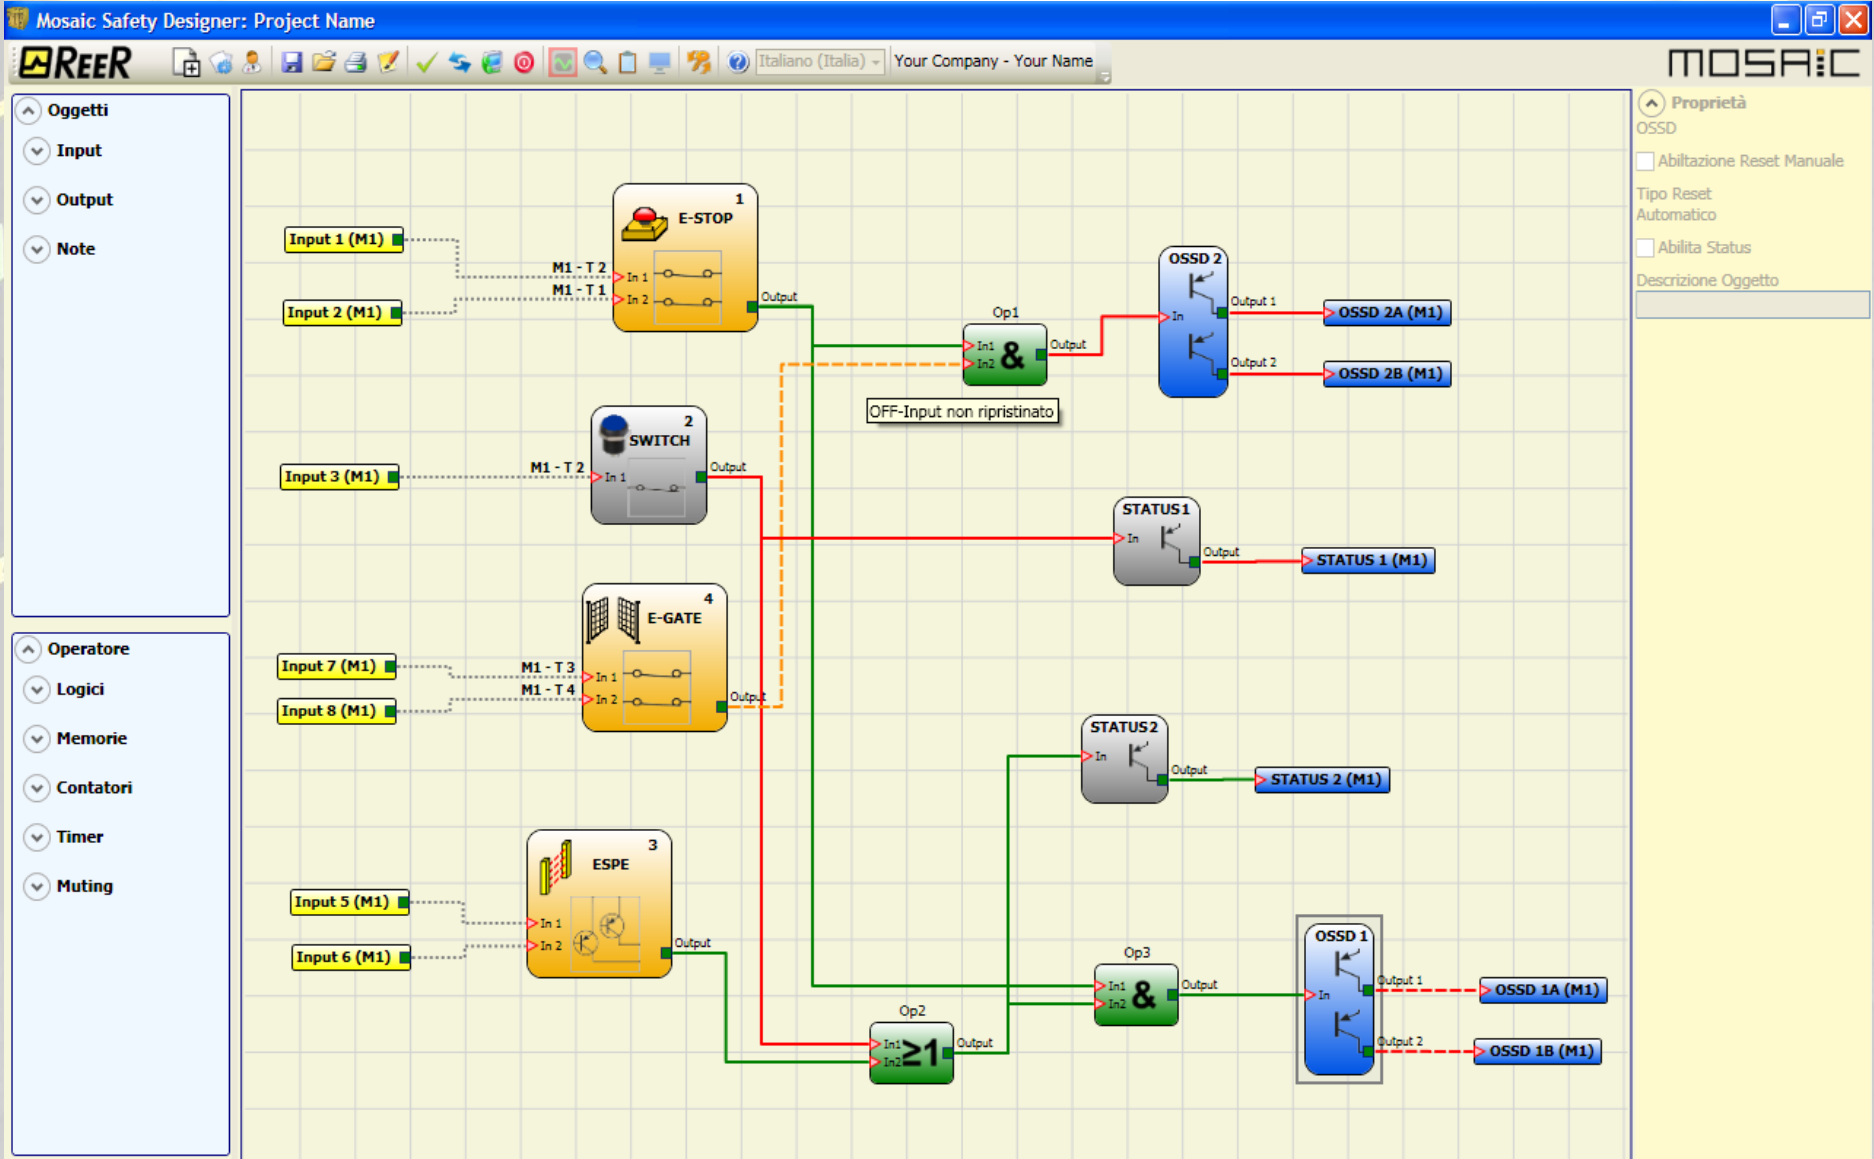 Mosaic Safety Designer: Project Name
REER
Italiano (Italia)
Your Company - Your Name
MOSAIC
Oggetti
Input
Output
Note
Operatore
Logici
Memorie
Contatori
Timer
Muting
Input 1 (M1)
Input 2 (M1)
M1 - T 2
M1 - T 1
1
E-STOP
In 1
In 2
Output
Input 3 (M1)
M1 - T 2
2
SWITCH
In 1
Output
Input 7 (M1)
Input 8 (M1)
M1 - T 3
M1 - T 4
4
E-GATE
In 1
In 2
Output
Input 5 (M1)
Input 6 (M1)
3
ESPE
In 1
In 2
Output
Op1
In1
In2
&
Output
OFF-Input non ripristinato
OSSD 2
In
Output 1
Output 2
OSSD 2A (M1)
OSSD 2B (M1)
STATUS1
In
Output
STATUS 1 (M1)
STATUS2
In
Output
STATUS 2 (M1)
Op2
In1
In2
≥1
Output
Op3
In1
In2
&
Output
OSSD 1
In
Output 1
Output 2
OSSD 1A (M1)
OSSD 1B (M1)
Proprietà
OSSD
Abiltazione Reset Manuale
Tipo Reset
Automatico
Abilita Status
Descrizione Oggetto